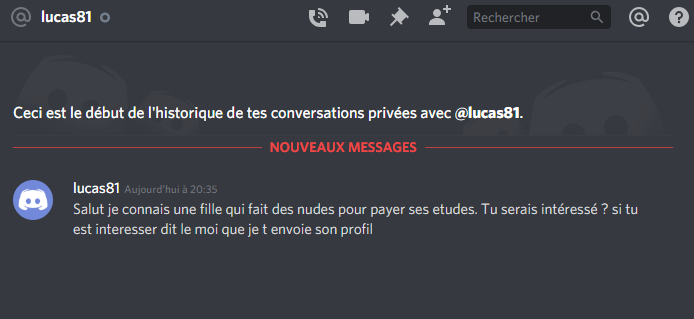 lucas81
Rechercher
Ceci est le début de l'historique de tes conversations privées avec @lucas81.
NOUVEAUX MESSAGES
lucas81 Aujourd'hui à 20:35
Salut je connais une fille qui fait des nudes pour payer ses etudes. Tu serais intéressé ? si tu
est interesser dit le moi que je t envoie son profil